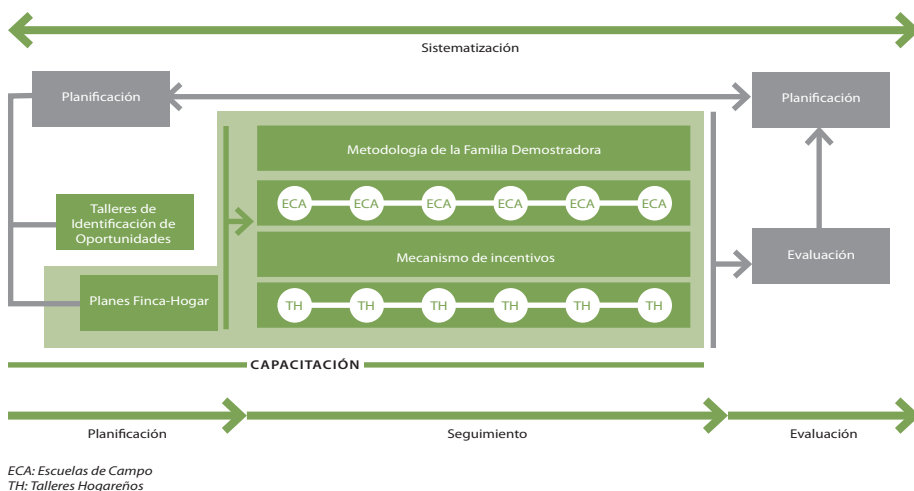 Sistematización
Planificación
Planificación
Metodología de la Familia Demostradora
ECA ECA ECA ECA ECA ECA
Talleres de
Identificación de
Oportunidades
Mecanismo de incentivos
Evaluación
Planes Finca-Hogar
TH TH TH TH TH TH
CAPACITACIÓN
Planificación
Seguimiento
Evaluación
ECA: Escuelas de Campo
TH: Talleres Hogareños